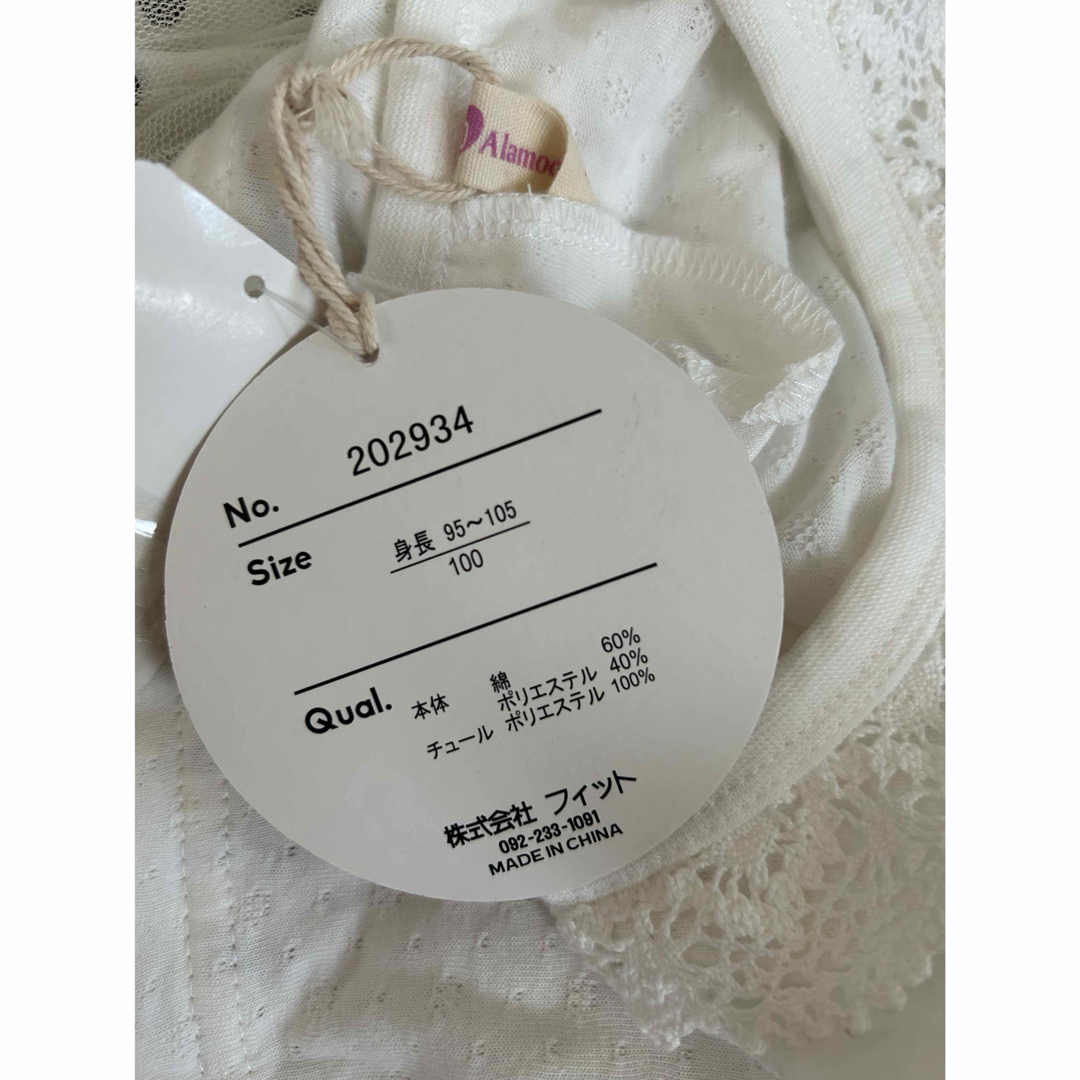 Alamoc
No. 202934
Size 身長 95～105
100
Qual. 本体 綿 60%
ポリエステル 40%
チュール ポリエステル 100%
株式会社 フィット
092-233-1091
MADE IN CHINA